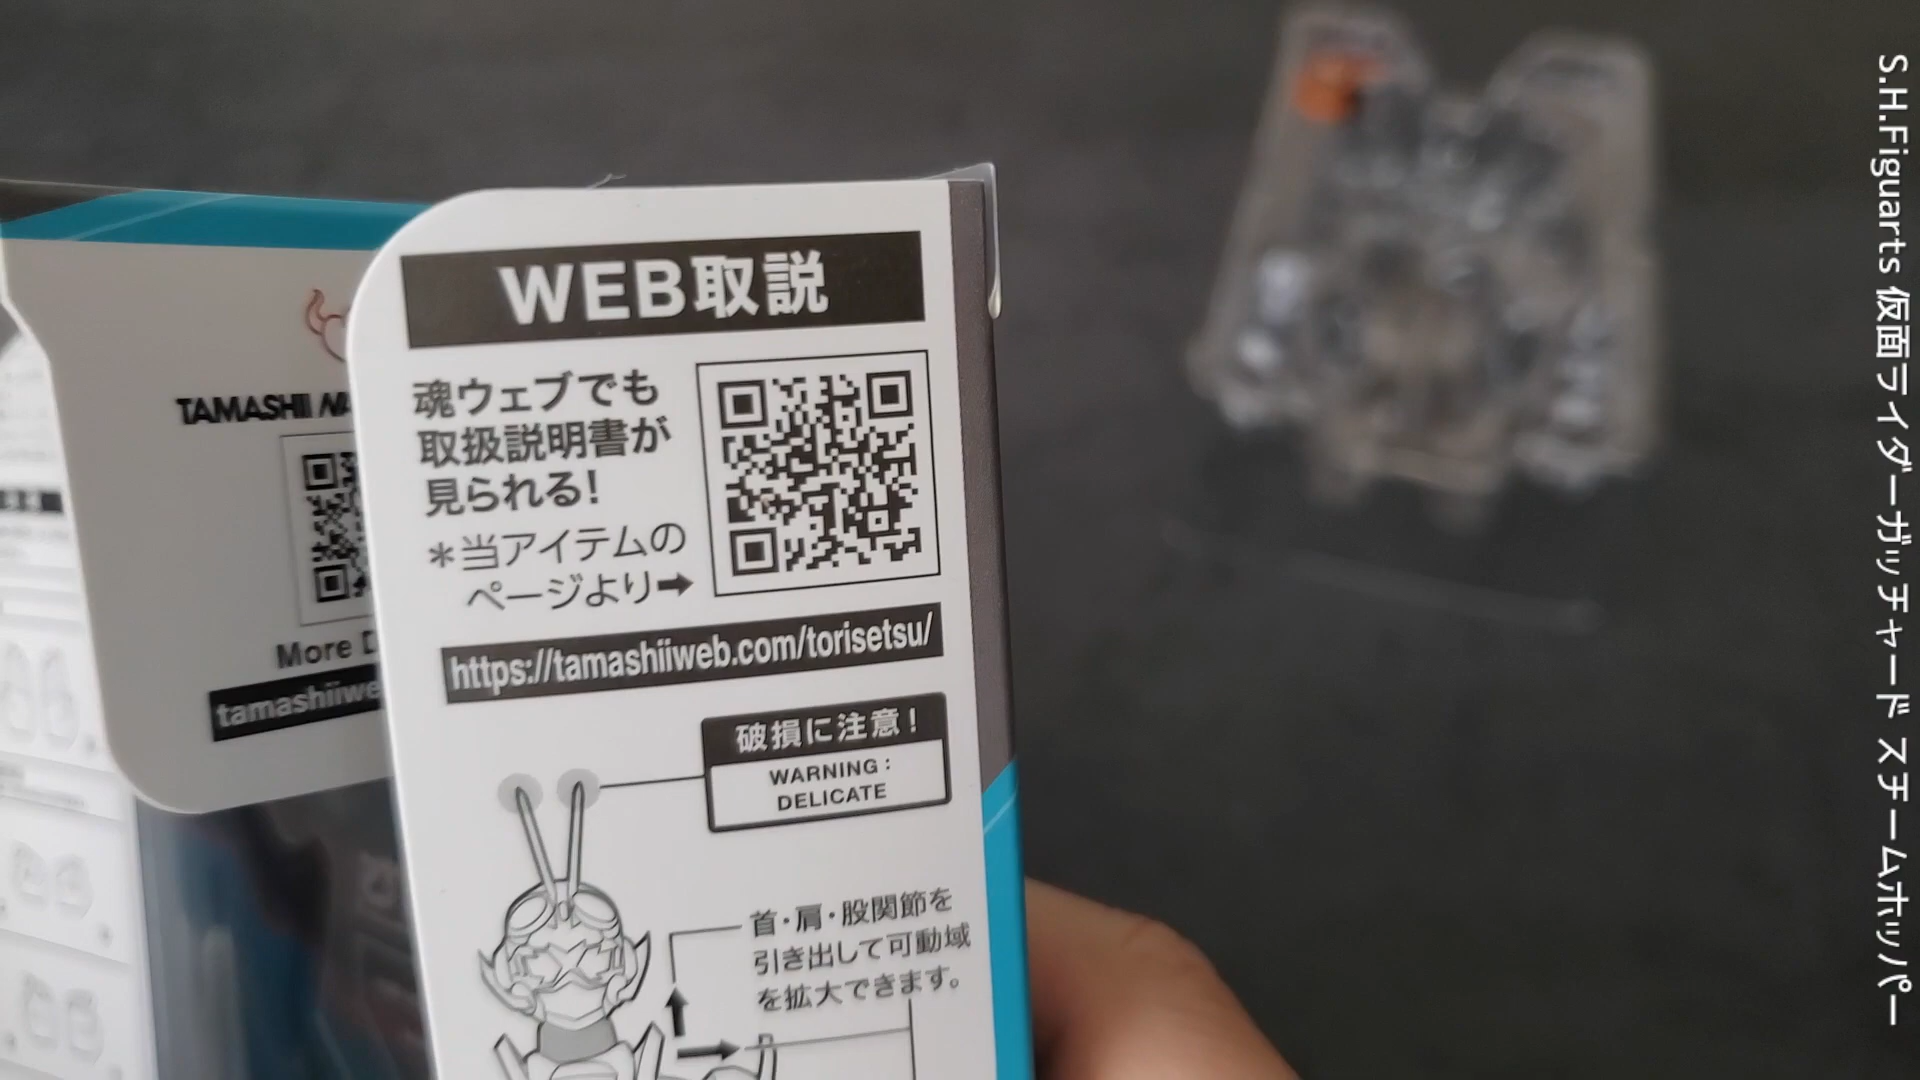 WEB取説
魂ウェブでも
取扱説明書が
見られる!
*当アイテムの
ページより➡
https://tamashiiweb.com/torisetsu/
破損に注意!
WARNING:
DELICATE
首・肩・股関節を
引き出して可動域
を拡大できます。
TAMASHII
More
tamashiiwe
S.H.Figuarts 仮面ライダーガッチャード スチームホッパー